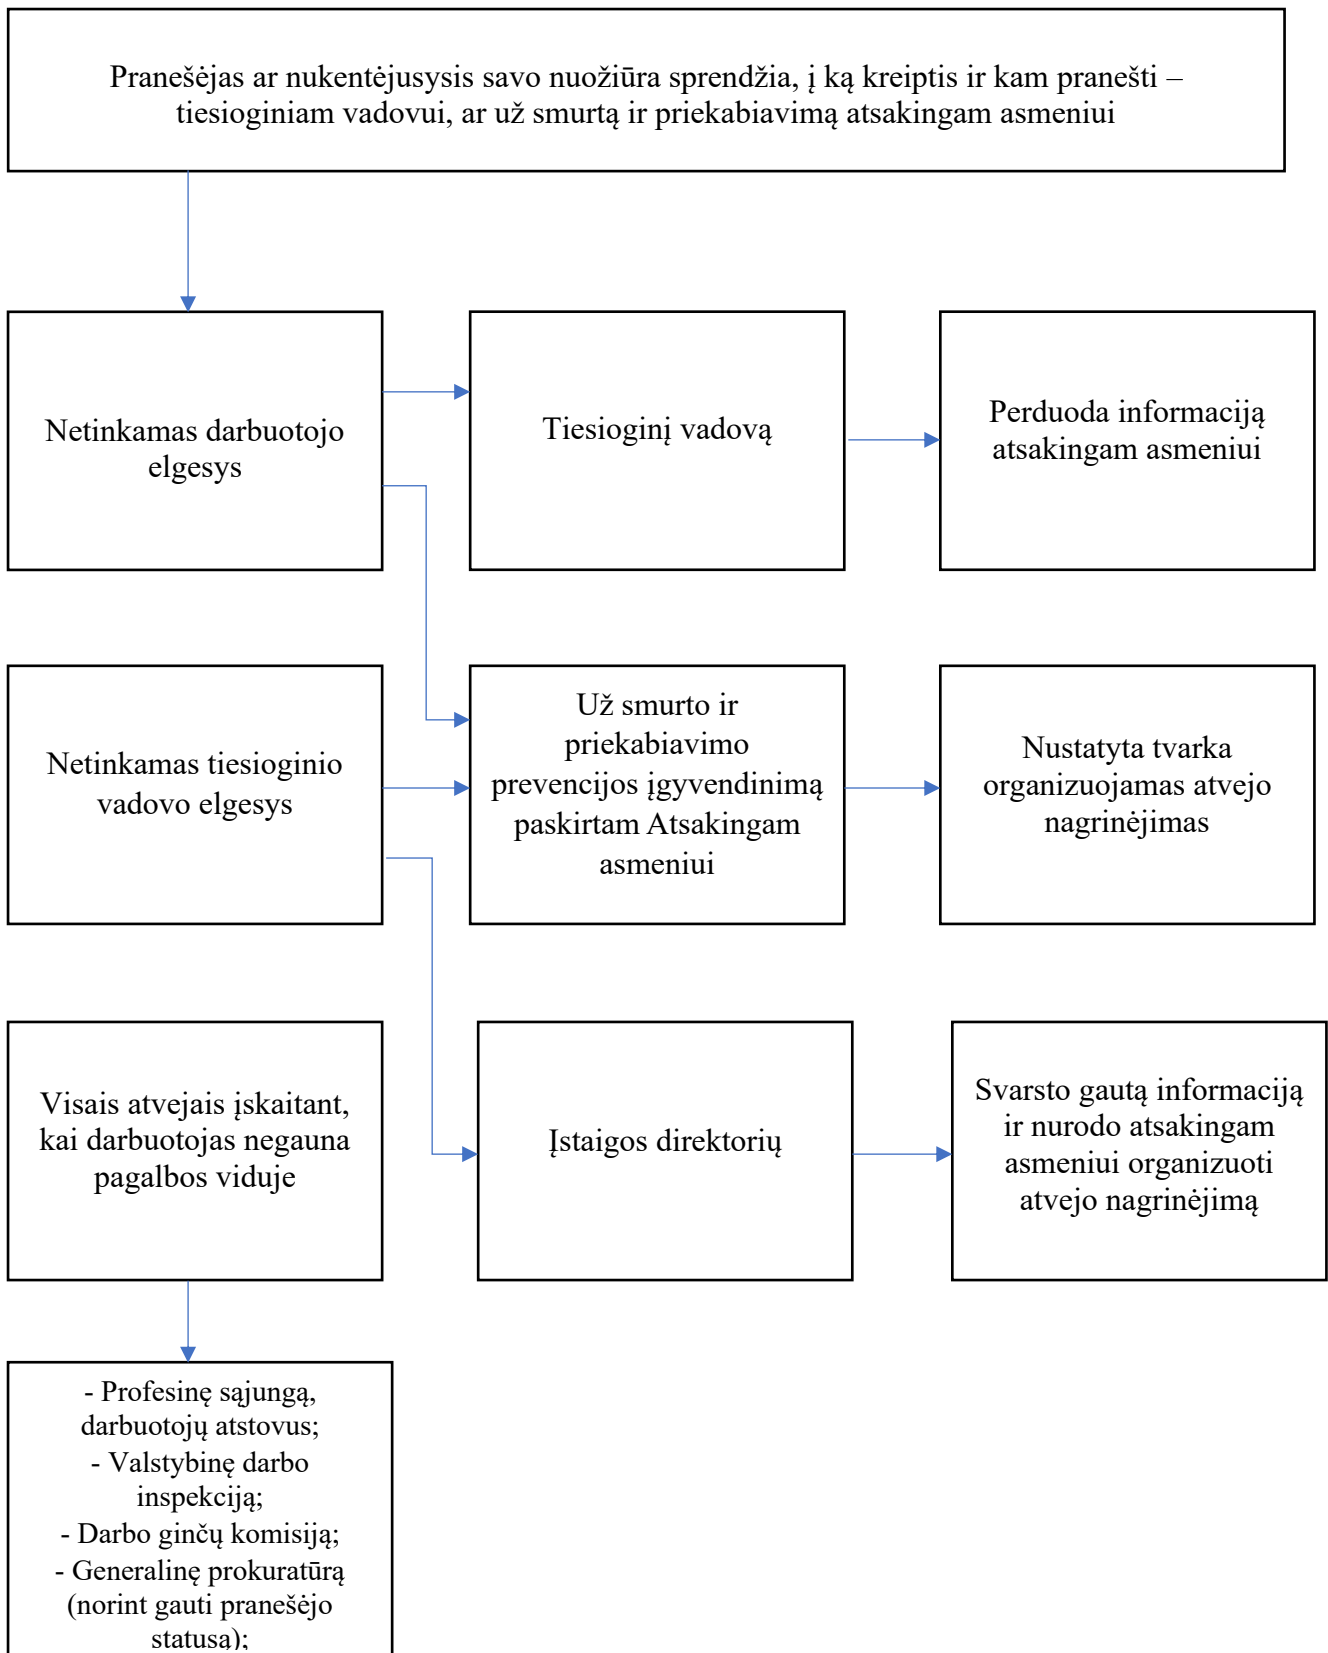 Pranešėjas ar nukentėjusysis savo nuožiūra sprendžia, į ką kreiptis ir kam pranešti –
tiesioginiam vadovui, ar už smurtą ir priekabiavimą atsakingam asmeniui
Netinkamas darbuotojo
elgesys
Tiesioginį vadovą
Perduoda informaciją
atsakingam asmeniui
Netinkamas tiesioginio
vadovo elgesys
Už smurto ir
priekabiavimo
prevencijos įgyvendinimą
paskirtam Atsakingam
asmeniui
Nustatyta tvarka
organizuojamas atvejo
nagrinėjimas
Visais atvejais įskaitant,
kai darbuotojas negauna
pagalbos viduje
Įstaigos direktorių
Svarsto gautą informaciją
ir nurodo atsakingam
asmeniui organizuoti
atvejo nagrinėjimą
- Profesinę sąjungą,
darbuotojų atstovus;
- Valstybinę darbo
inspekciją;
- Darbo ginčų komisiją;
- Generalinę prokuratūrą
(norint gauti pranešėjo
statusą);